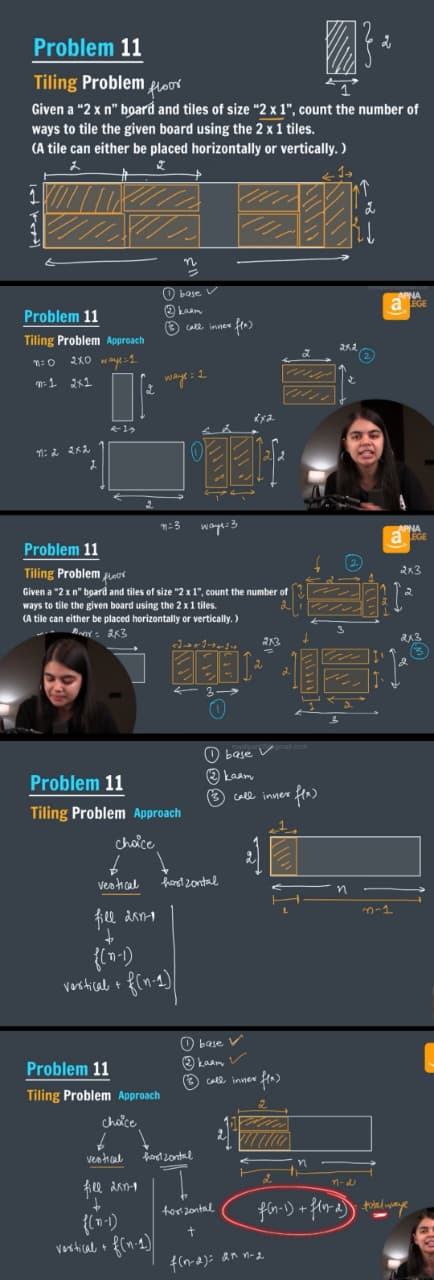 Problem 11
Tiling Problem floor
Given a “2 x n” board and tiles of size “2 x 1”, count the number of
ways to tile the given board using the 2 x 1 tiles.
(A tile can either be placed horizontally or vertically. )
2
1
2
2
1
1
1
2
n
① base ✓
② kaam
③ call inner f(x)
APNA
LEGE
Problem 11
Tiling Problem Approach
n=0 2x0 ways=1
n=1 2x1
2
1
ways = 1
2
2x2
②
2
n=2 2x2
2
2
①
2x2
2
2
2
1
1
n=3 ways=3
APNA
LEGE
Problem 11
Tiling Problem floor
Given a “2 x n” board and tiles of size “2 x 1”, count the number of
ways to tile the given board using the 2 x 1 tiles.
(A tile can either be placed horizontally or vertically. )
floor = 2x3
2x3
2
3
①
②
2x3
2
3
2x3
③
2
1
2
3
① base ✓
② kaam
③ call inner f(x)
Problem 11
Tiling Problem Approach
choice
vertical horizontal
fill 2xn-1
f(n-1)
vertical + f(n-1)
1
2
n
1
n-1
① base ✓
② kaam ✓
③ call inner f(x)
Problem 11
Tiling Problem Approach
choice
vertical horizontal
fill 2xn-1
f(n-1)
vertical + f(n-1)
horizontal
+
f(n-2) = 2x n-2
2
2
n
2
n-2
f(n-1) + f(n-2) total ways